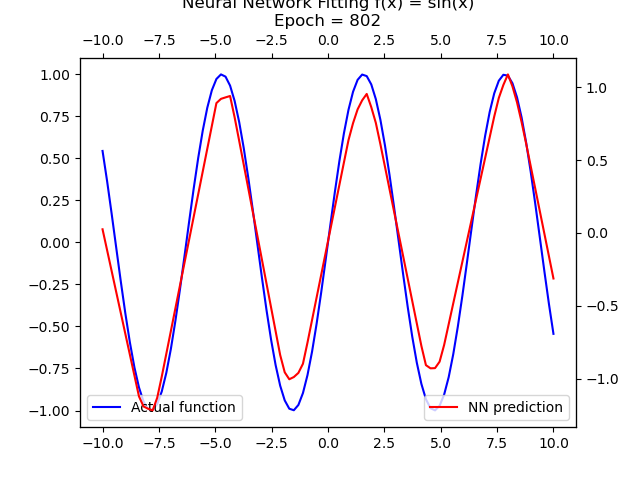 Neural Network Fitting f(x) = sin(x)
Epoch = 802
−10.0 −7.5 −5.0 −2.5 0.0 2.5 5.0 7.5 10.0
1.00
0.75
0.50
0.25
0.00
−0.25
−0.50
−0.75
−1.00
1.0
0.5
0.0
−0.5
−1.0
Actual function
NN prediction
−10.0 −7.5 −5.0 −2.5 0.0 2.5 5.0 7.5 10.0